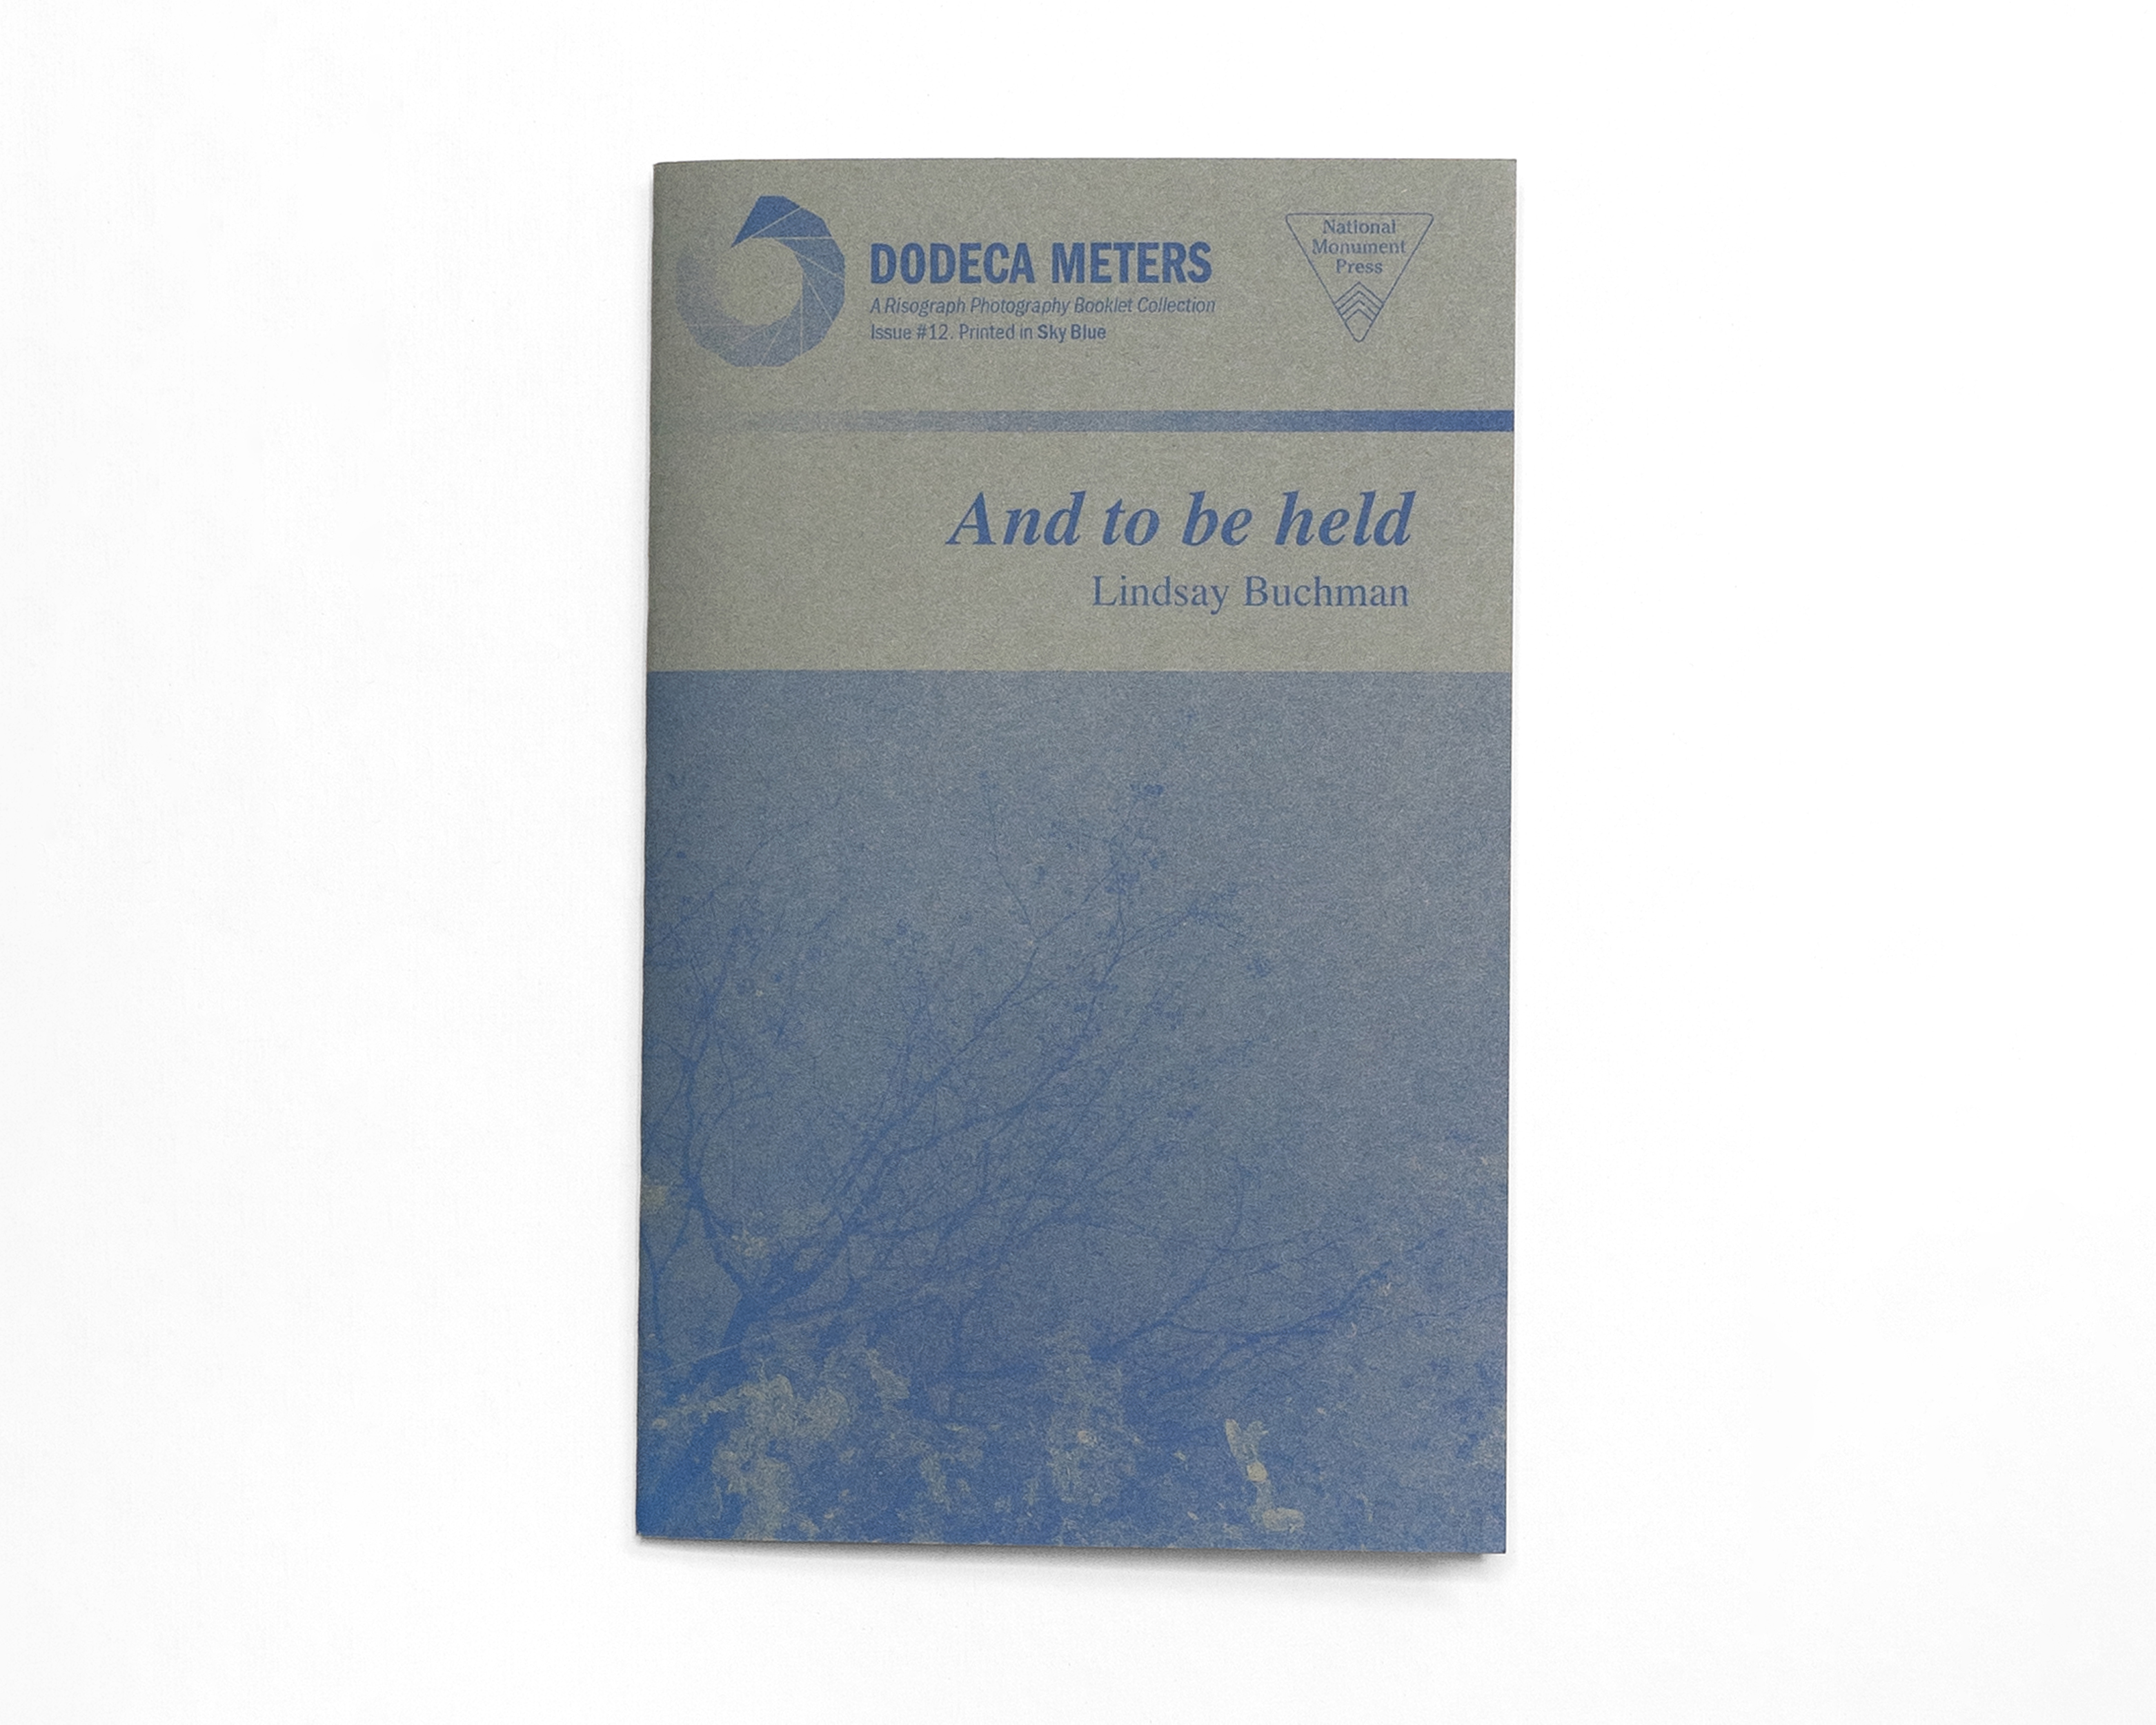 DODECA METERS
A Risograph Photography Booklet Collection
Issue #12. Printed in Sky Blue
National
Monument
Press
And to be held
Lindsay Buchman